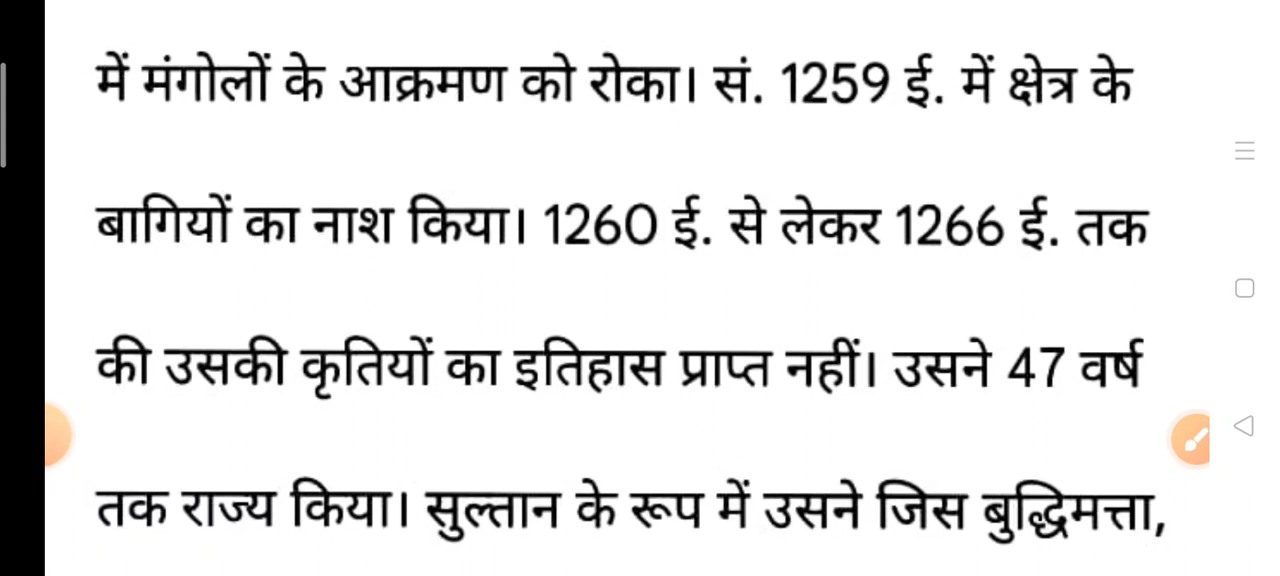 में मंगोलों के आक्रमण को रोका। सं. 1259 ई. में क्षेत्र के
बागियों का नाश किया। 1260 ई. से लेकर 1266 ई. तक
की उसकी कृतियों का इतिहास प्राप्त नहीं। उसने 47 वर्ष
तक राज्य किया। सुल्तान के रूप में उसने जिस बुद्धिमत्ता,